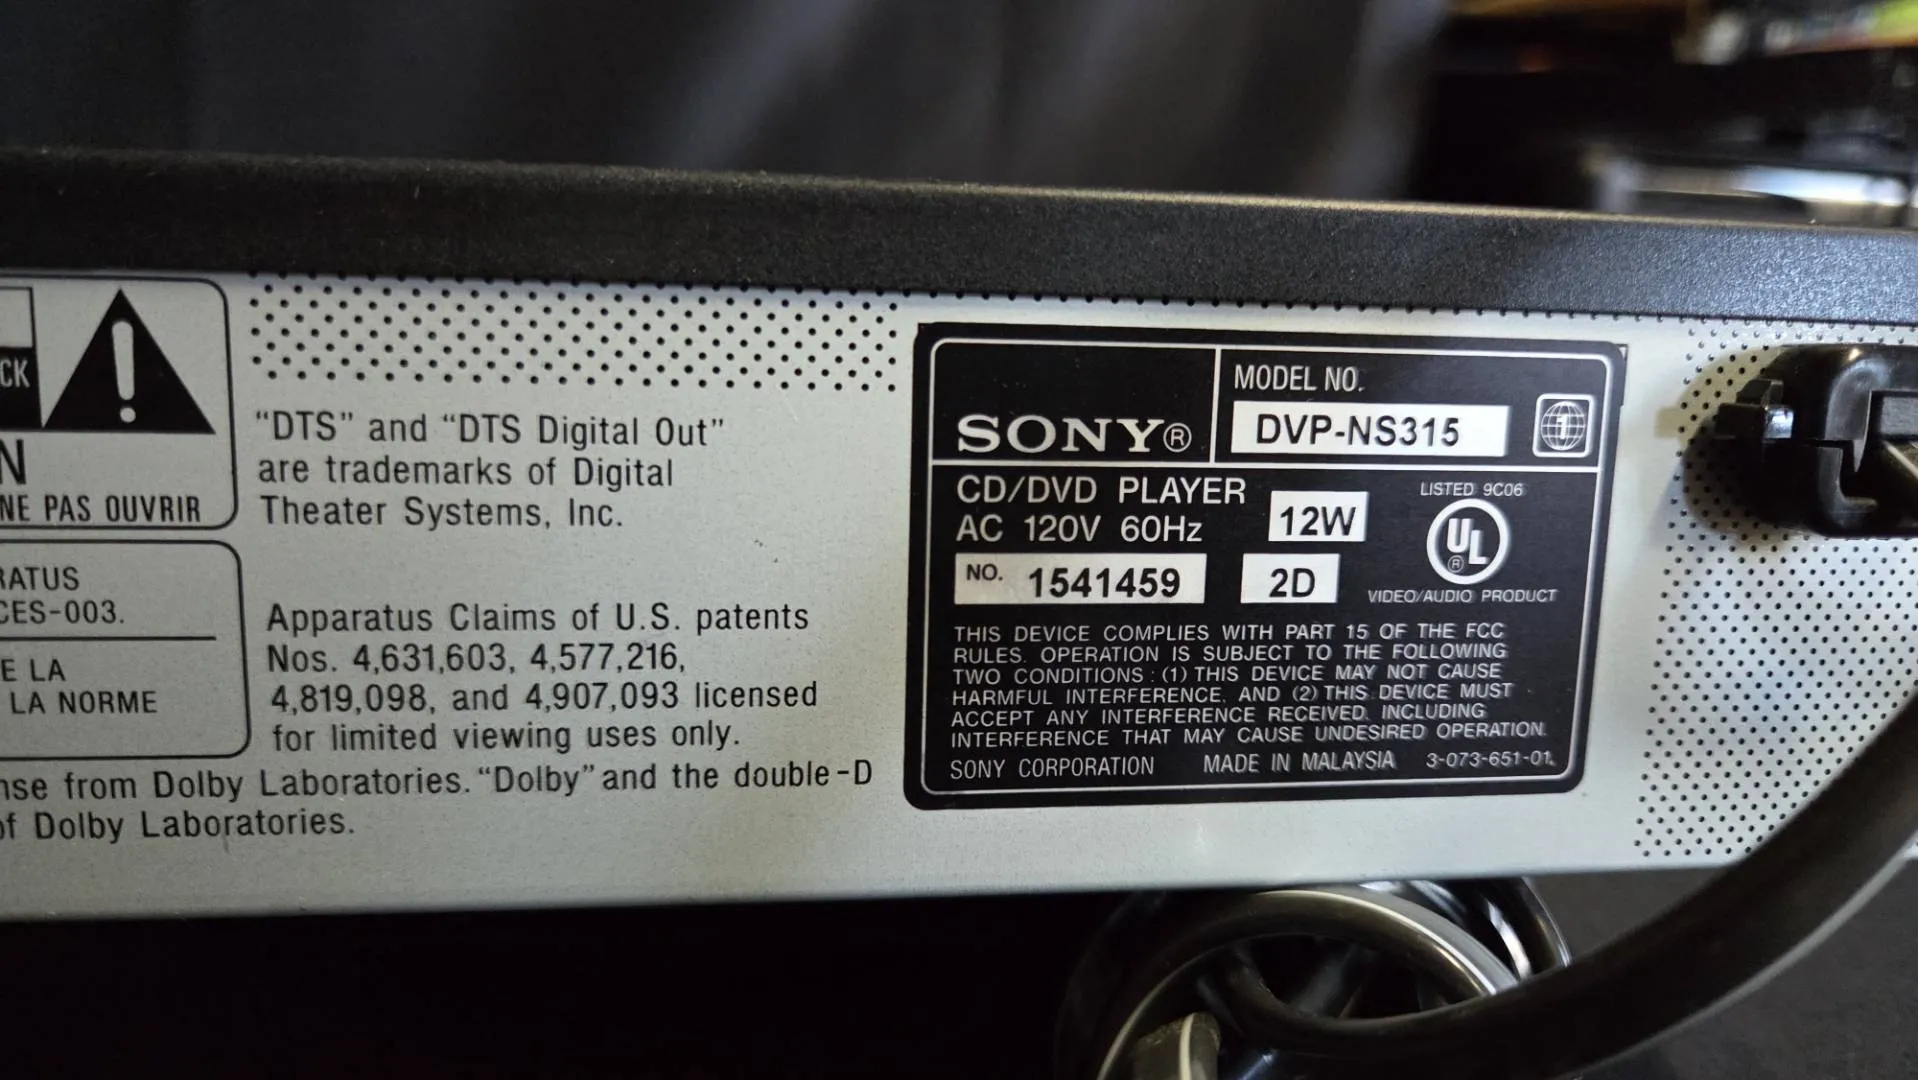 CK
N
NE PAS OUVRIR
RATUS
CES-003.
E LA
LA NORME
"DTS" and "DTS Digital Out"
are trademarks of Digital
Theater Systems, Inc.
Apparatus Claims of U.S. patents
Nos. 4,631,603, 4,577,216,
4,819,098, and 4,907,093 licensed
for limited viewing uses only.
nse from Dolby Laboratories. "Dolby" and the double-D
of Dolby Laboratories.
SONY®
MODEL NO.
DVP-NS315
1
CD/DVD PLAYER
AC 120V 60Hz
12W
NO. 1541459
2D
LISTED 9C06
UL®
VIDEO/AUDIO PRODUCT
THIS DEVICE COMPLIES WITH PART 15 OF THE FCC
RULES. OPERATION IS SUBJECT TO THE FOLLOWING
TWO CONDITIONS : (1) THIS DEVICE MAY NOT CAUSE
HARMFUL INTERFERENCE, AND (2) THIS DEVICE MUST
ACCEPT ANY INTERFERENCE RECEIVED, INCLUDING
INTERFERENCE THAT MAY CAUSE UNDESIRED OPERATION.
SONY CORPORATION MADE IN MALAYSIA 3-073-651-01